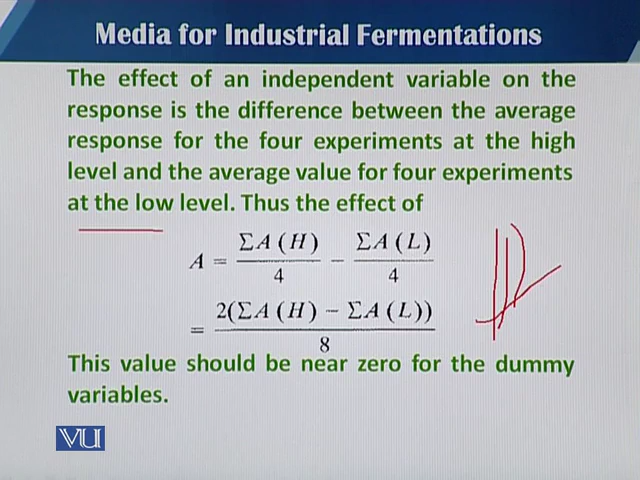 Media for Industrial Fermentations
The effect of an independent variable on the
response is the difference between the average
response for the four experiments at the high
level and the average value for four experiments
at the low level. Thus the effect of
A = ΣA(H)/4 − ΣA(L)/4
= 2(ΣA(H) − ΣA(L))/8
This value should be near zero for the dummy
variables.
VU